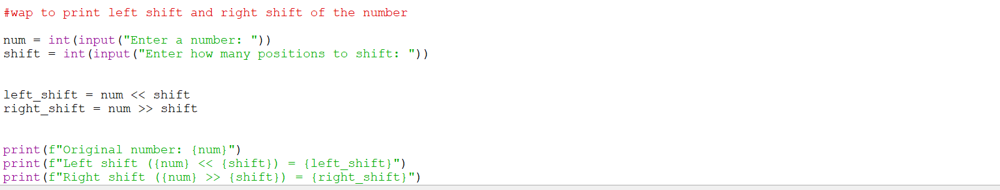 #wap to print left shift and right shift of the number
num = int(input("Enter a number: "))
shift = int(input("Enter how many positions to shift: "))
left_shift = num << shift
right_shift = num >> shift
print(f"Original number: {num}")
print(f"Left shift ({num} << {shift}) = {left_shift}")
print(f"Right shift ({num} >> {shift}) = {right_shift}")